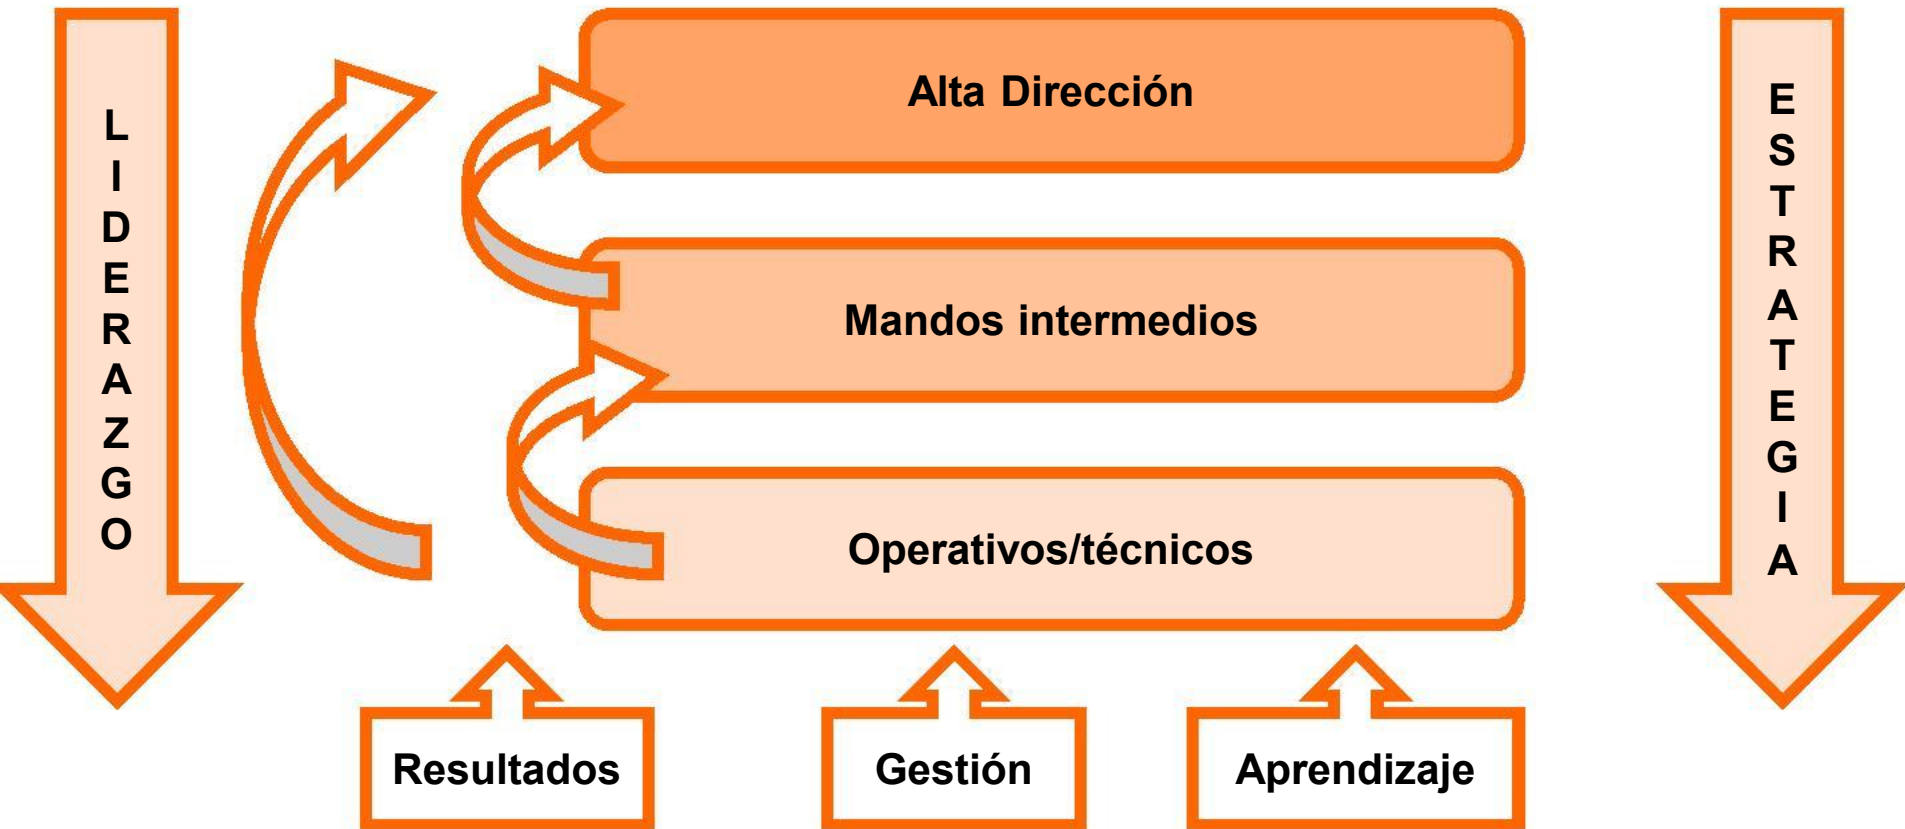 LIDERAZGO
Alta Dirección
Mandos intermedios
Operativos/técnicos
ESTRATEGIA
Resultados
Gestión
Aprendizaje